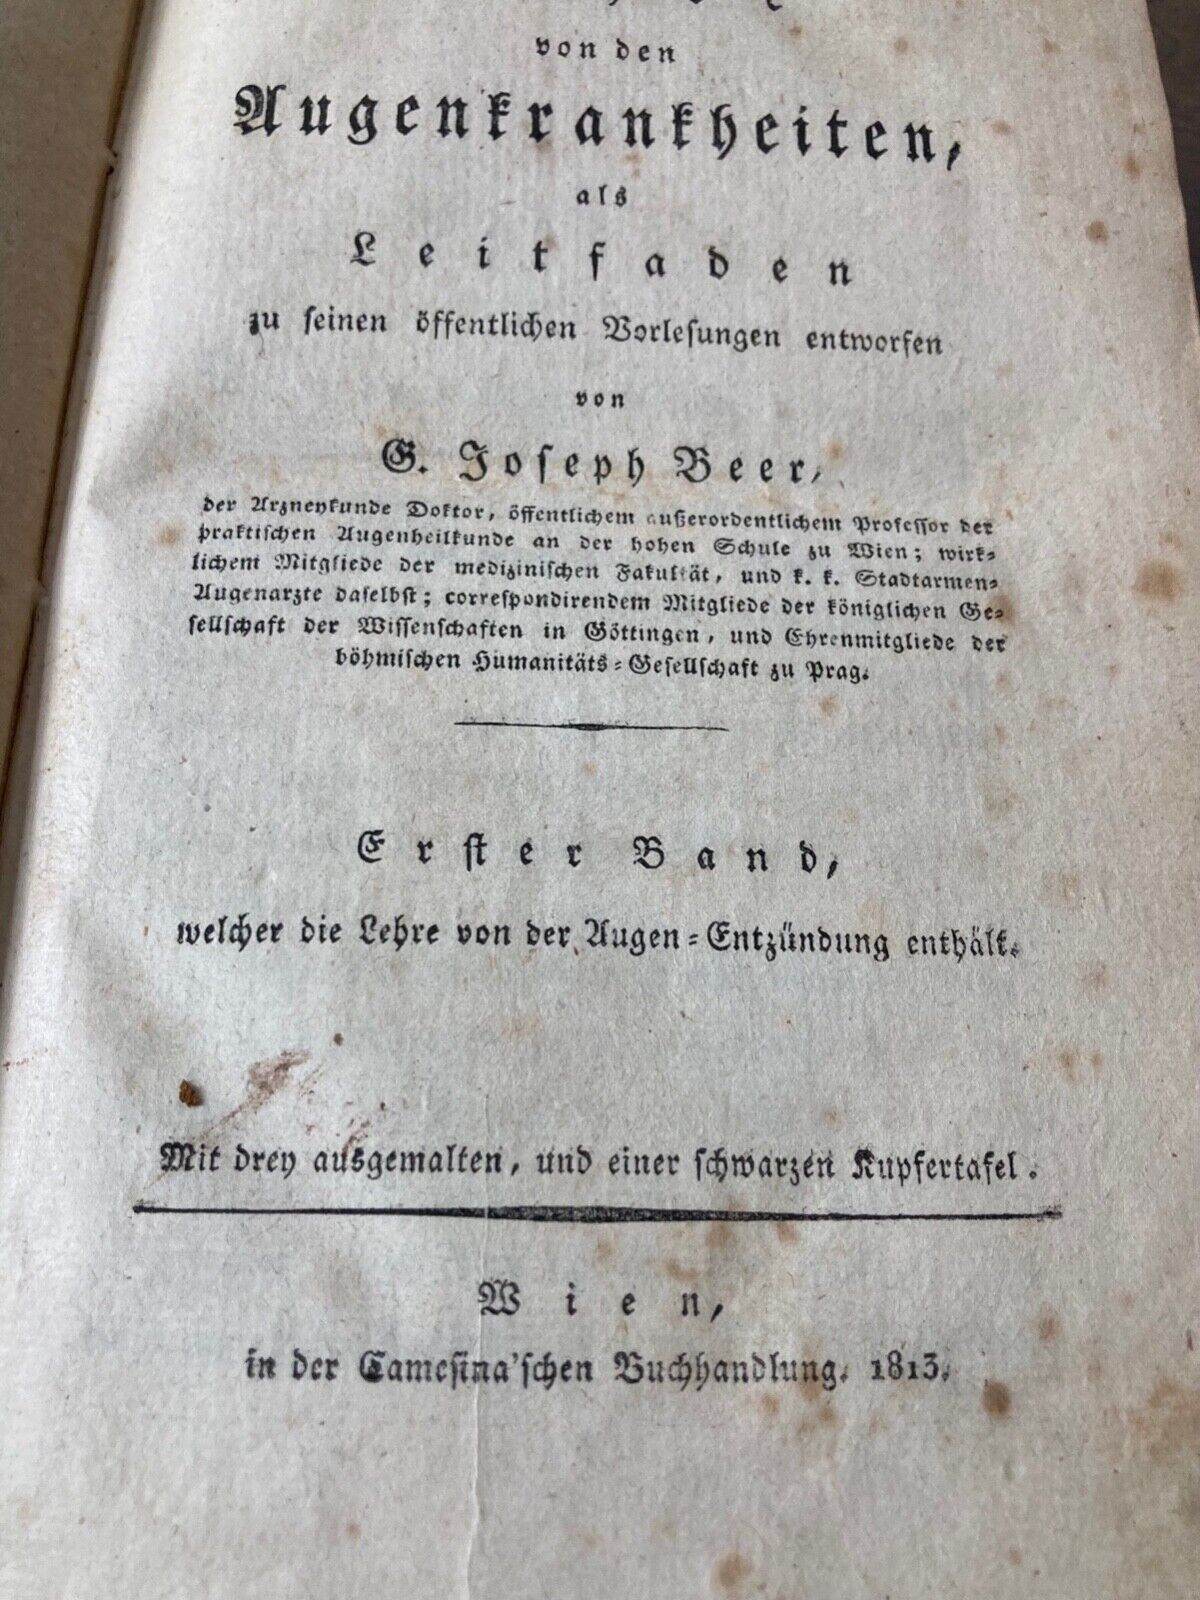 von den
Augenkrankheiten,
als
Leitfaden
zu seinen öffentlichen Vorlesungen entworfen
von
G. Joseph Beer,
der Arzneykunde Doktor, öffentlichem außerordentlichem Professor der
praktischen Augenheilkunde an der hohen Schule zu Wien; wirk-
lichem Mitgliede der medizinischen Fakultät, und k. k. Stadtarmen-
Augenarzte daselbst; correspondirendem Mitgliede der königlichen Ge-
sellschaft der Wissenschaften in Göttingen, und Ehrenmitgliede der
böhmischen Humanitäts-Gesellschaft zu Prag.
Erster Band,
welcher die Lehre von der Augen-Entzündung enthält.
Mit drey ausgemalten, und einer schwarzen Kupfertafel.
Wien,
in der Camesina'schen Buchhandlung. 1813.